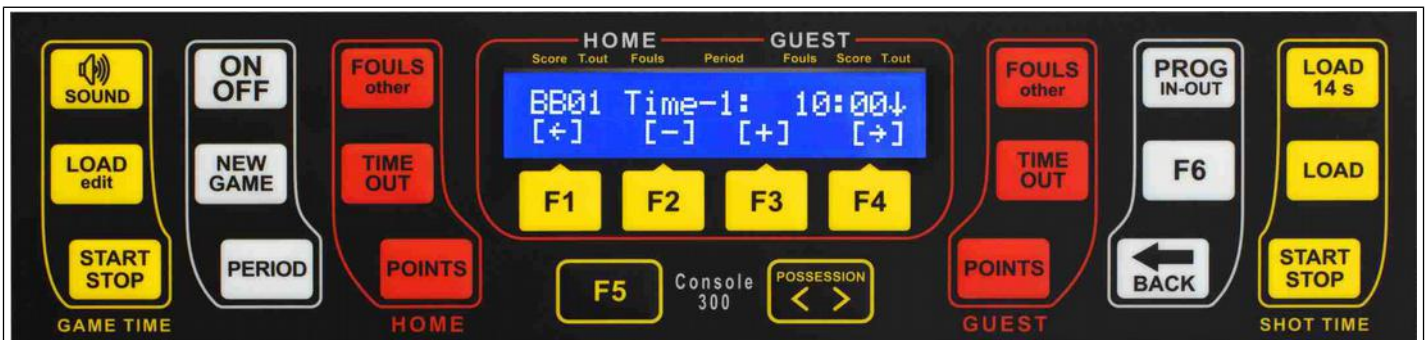 HOME GUEST
Score T.out Fouls Period Fouls Score T.out
BB01 Time-1: 10:00↓
[←] [−] [+] [→]
F1 F2 F3 F4
F5
Console
300
POSSESSION
< >
SOUND
LOAD
edit
START
STOP
GAME TIME
ON
OFF
NEW
GAME
PERIOD
FOULS
other
TIME
OUT
POINTS
HOME
FOULS
other
TIME
OUT
POINTS
GUEST
PROG
IN-OUT
F6
BACK
LOAD
14 s
LOAD
START
STOP
SHOT TIME